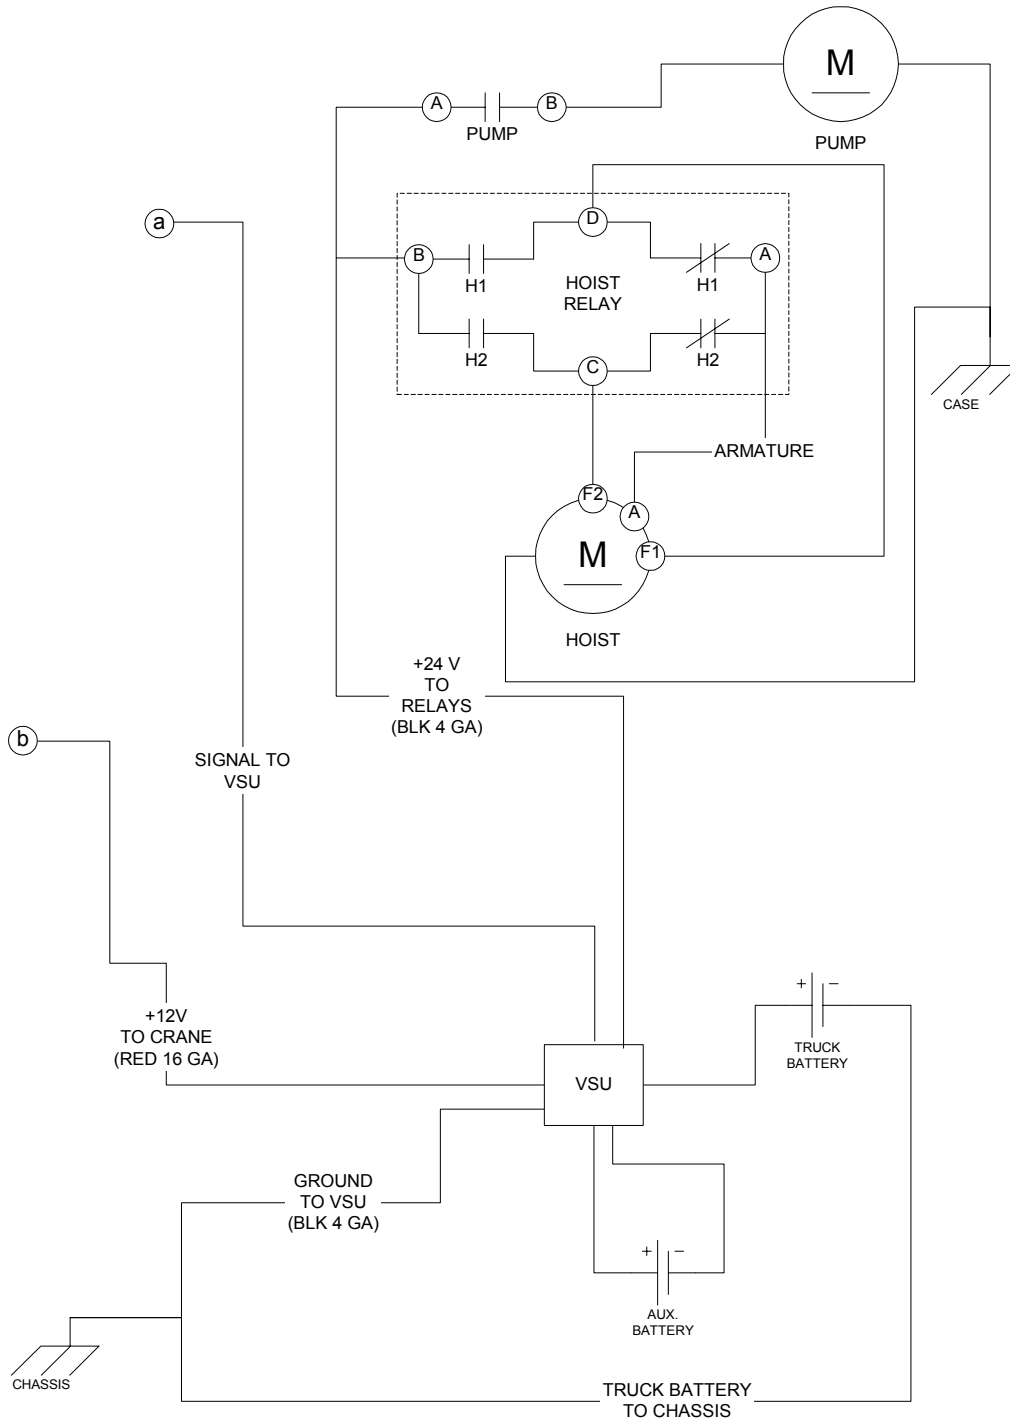 M
A
B
PUMP
PUMP
a
D
B
A
H1
HOIST
RELAY
H1
H2
H2
C
CASE
ARMATURE
F2
A
M
F1
HOIST
+24 V
TO
RELAYS
(BLK 4 GA)
b
SIGNAL TO
VSU
+ −
+12V
TO CRANE
(RED 16 GA)
TRUCK
BATTERY
VSU
GROUND
TO VSU
(BLK 4 GA)
+ −
AUX.
BATTERY
CHASSIS
TRUCK BATTERY
TO CHASSIS